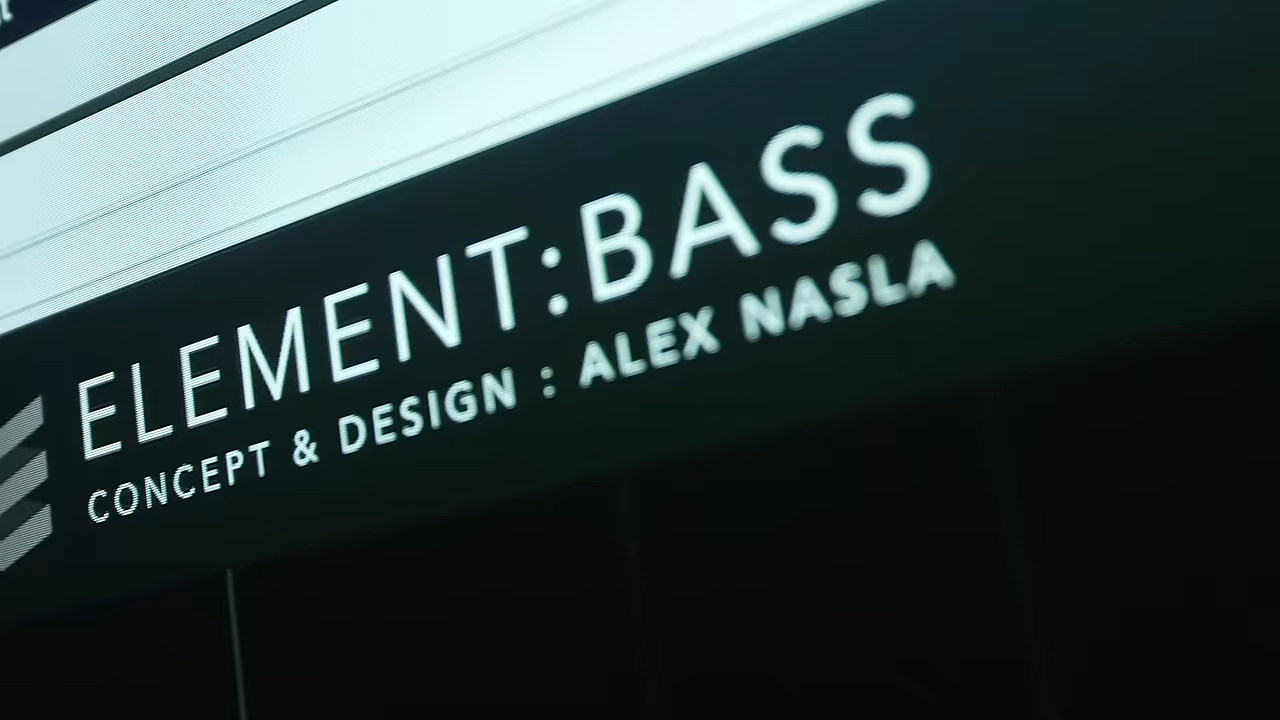 ELEMENT:BASS
CONCEPT & DESIGN : ALEX NASLA